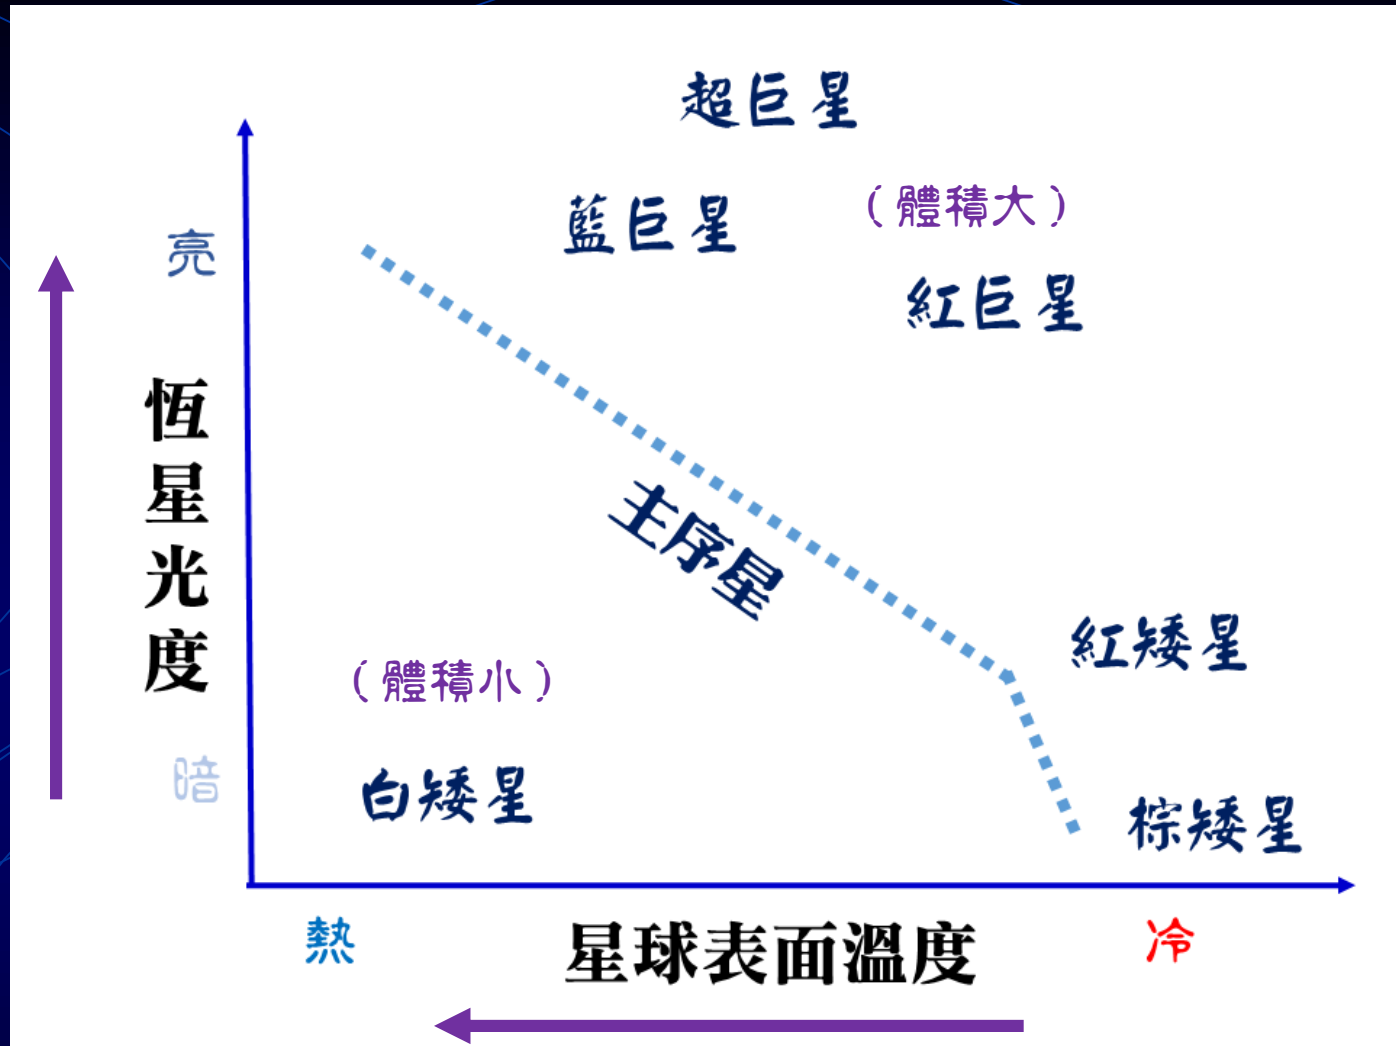 超巨星
藍巨星
（體積大）
亮
紅巨星
恆星光度
主序星
紅矮星
（體積小）
暗
白矮星
棕矮星
熱
星球表面溫度
冷